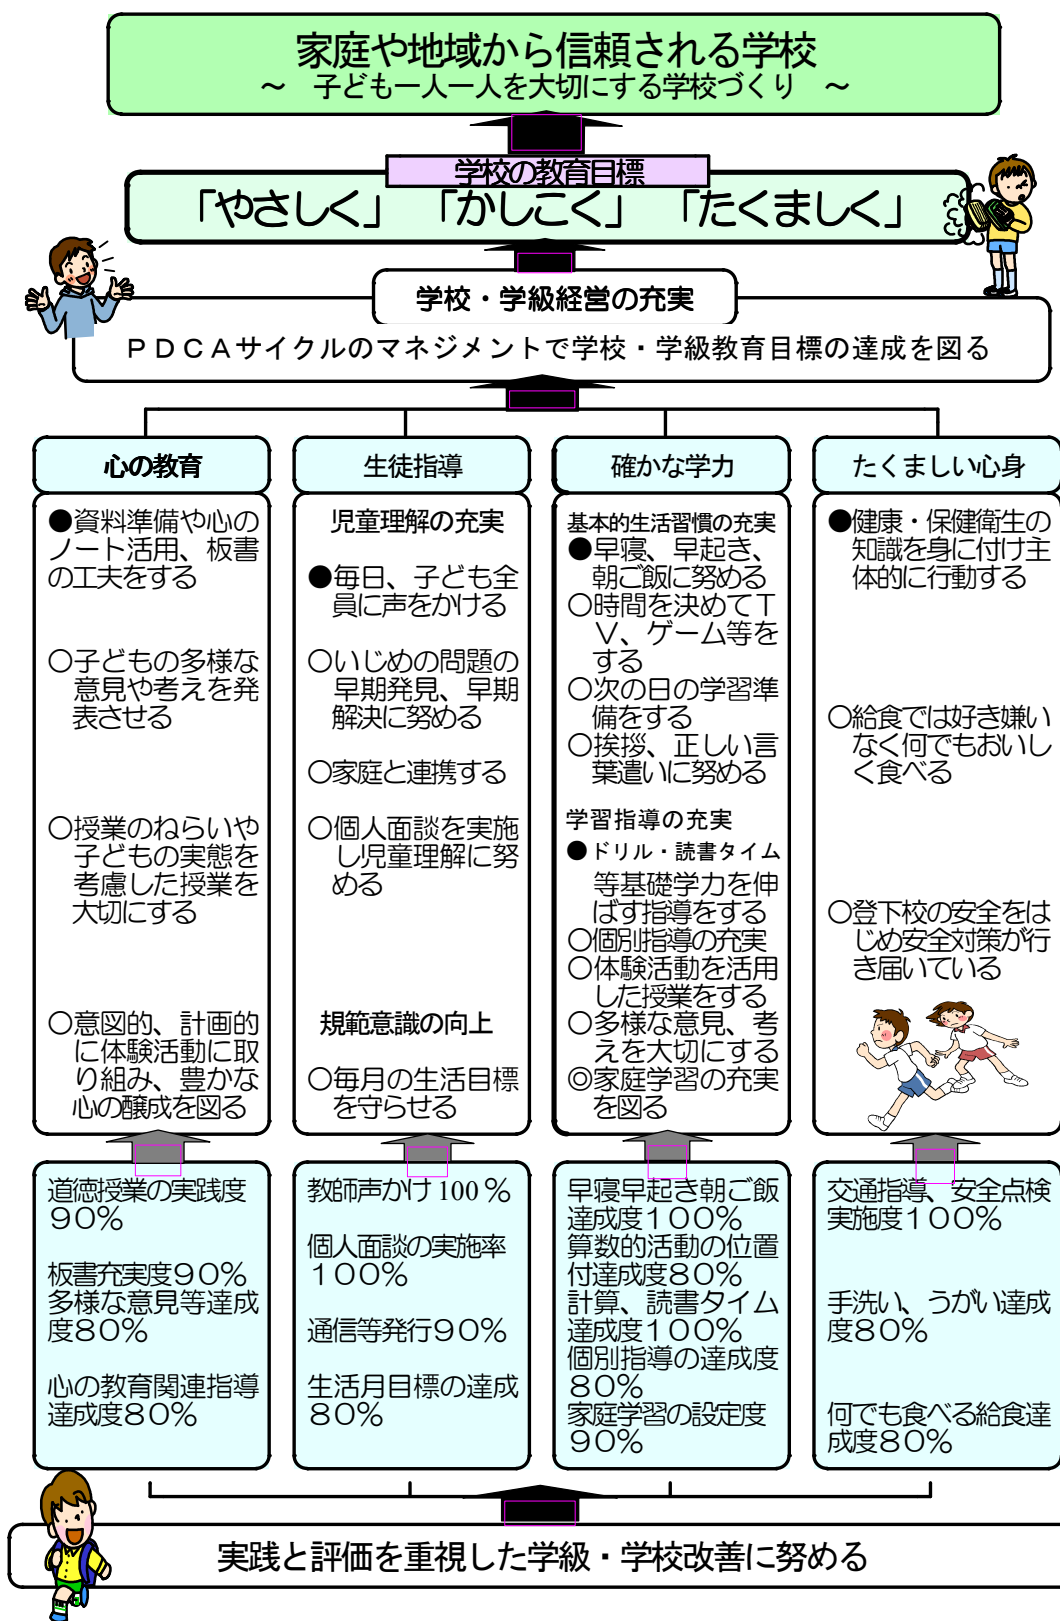 家庭や地域から信頼される学校
～　子ども一人一人を大切にする学校づくり　～
学校の教育目標
「やさしく」　「かしこく」　「たくましく」
学校・学級経営の充実
ＰＤＣＡサイクルのマネジメントで学校・学級教育目標の達成を図る
心の教育
●資料準備や心の
ノート活用、板書
の工夫をする
○子どもの多様な
意見や考えを発
表させる
○授業のねらいや
子どもの実態を
考慮した授業を
大切にする
○意図的、計画的
に体験活動に取
り組み、豊かな
心の醸成を図る
道徳授業の実践度
９０％
板書充実度９０％
多様な意見等達成
度８０％
心の教育関連指導
達成度８０％
生徒指導
児童理解の充実
●毎日、子ども全
員に声をかける
○いじめの問題の
早期発見、早期
解決に努める
○家庭と連携する
○個人面談を実施
し児童理解に努
める
規範意識の向上
○毎月の生活目標
を守らせる
教師声かけ 100 ％
個人面談の実施率
１００％
通信等発行９０％
生活月目標の達成
８０％
確かな学力
基本的生活習慣の充実
●早寝、早起き、
朝ご飯に努める
○時間を決めてＴ
Ｖ、ゲーム等を
する
○次の日の学習準
備をする
○挨拶、正しい言
葉遣いに努める
学習指導の充実
●ドリル・読書タイム
等基礎学力を伸
ばす指導をする
○個別指導の充実
○体験活動を活用
した授業をする
○多様な意見、考
えを大切にする
◎家庭学習の充実
を図る
早寝早起き朝ご飯
達成度１００％
算数的活動の位置
付達成度８０％
計算、読書タイム
達成度１００％
個別指導の達成度
８０％
家庭学習の設定度
９０％
たくましい心身
●健康・保健衛生の
知識を身に付け主
体的に行動する
○給食では好き嫌い
なく何でもおいし
く食べる
○登下校の安全をは
じめ安全対策が行
き届いている
交通指導、安全点検
実施度１００％
手洗い、うがい達成
度８０％
何でも食べる給食達
成度８０％
実践と評価を重視した学級・学校改善に努める